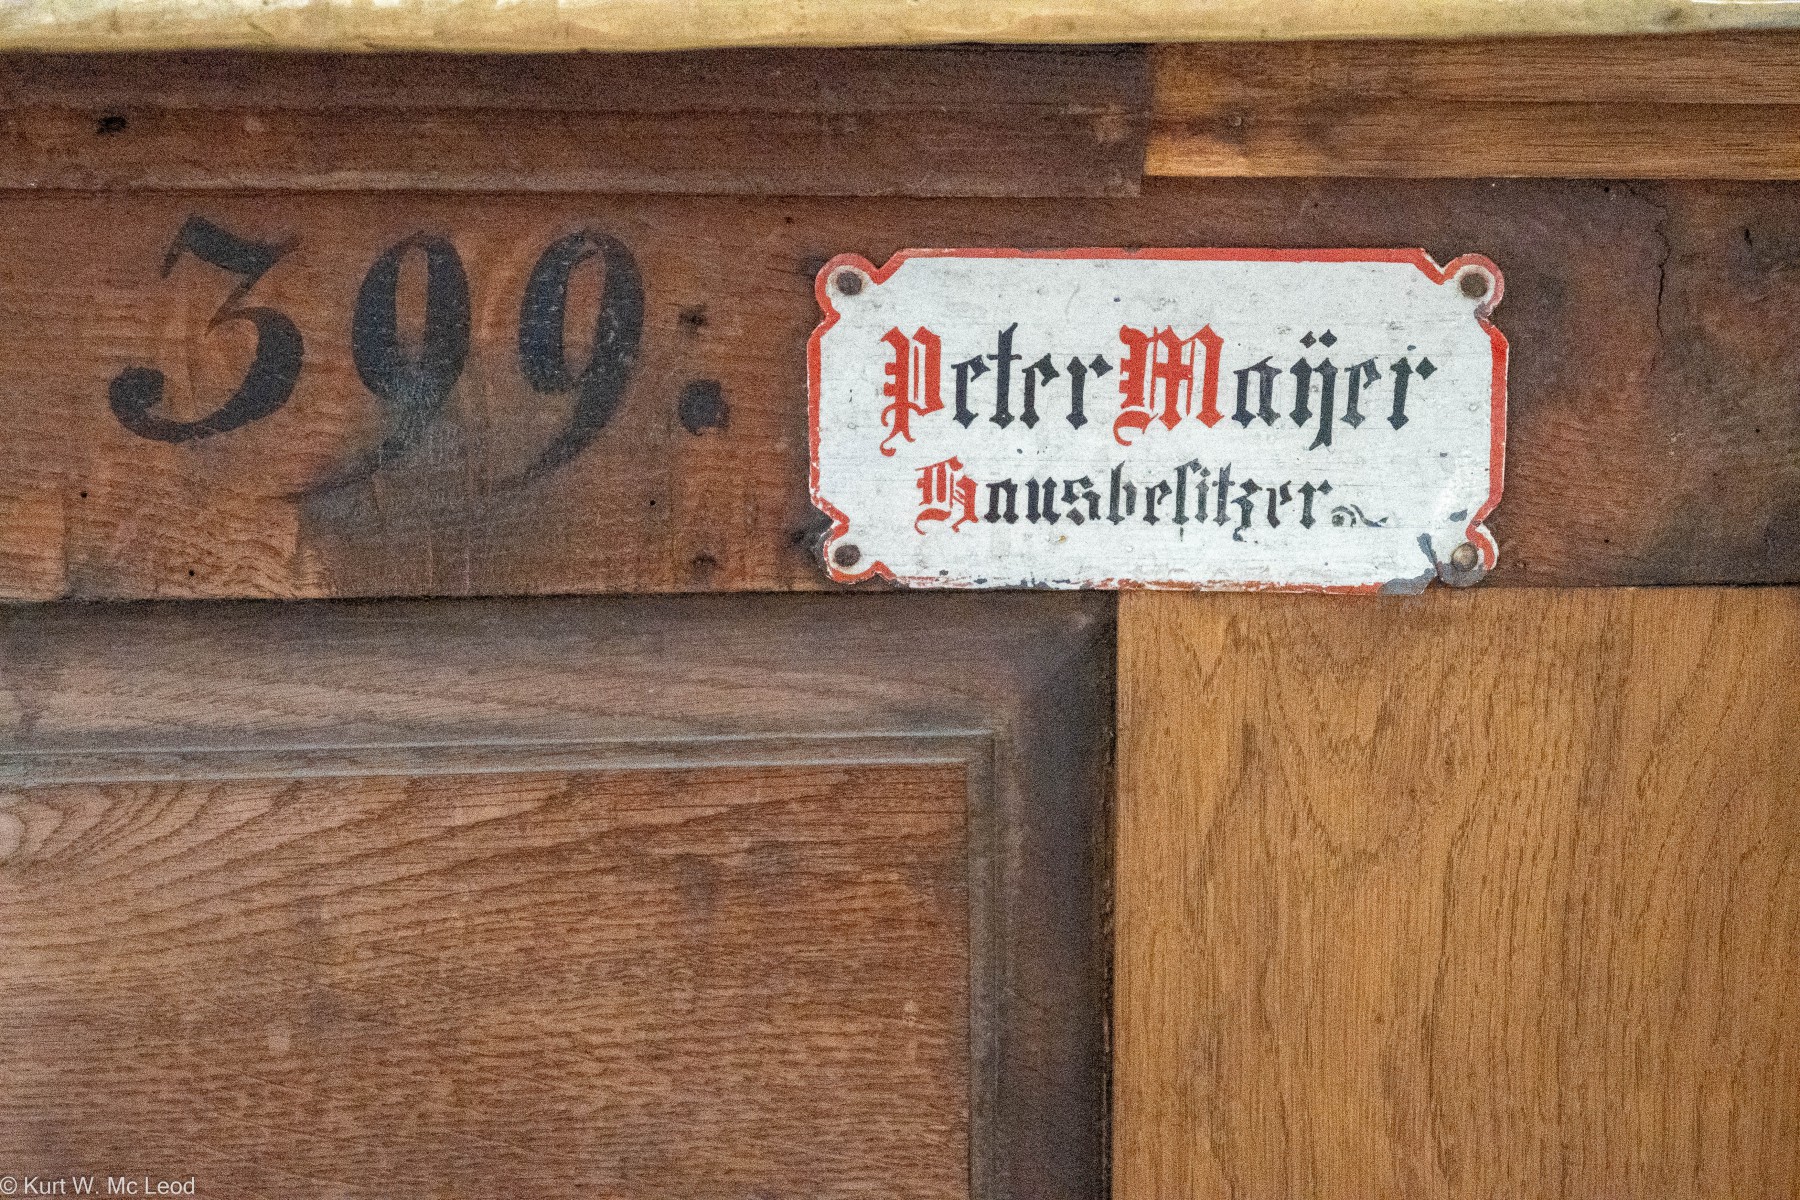 399.
Peter Maÿer
Hausbesitzer
© Kurt W. Mc Leod